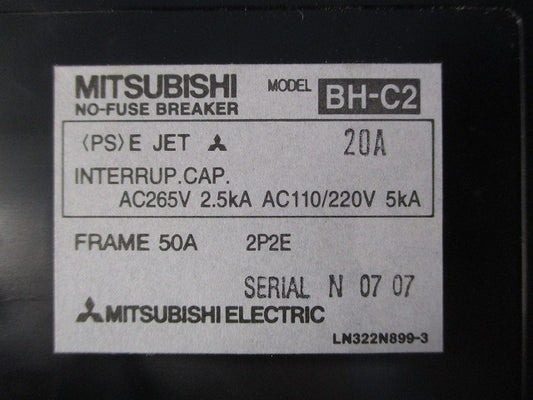 MITSUBISHI MODEL BH-C2
NO-FUSE BREAKER
〈PS〉E JET 20A
INTERRUP.CAP.
AC265V 2.5kA AC110/220V 5kA
FRAME 50A 2P2E
SERIAL N 07 07
MITSUBISHI ELECTRIC
LN322N899-3